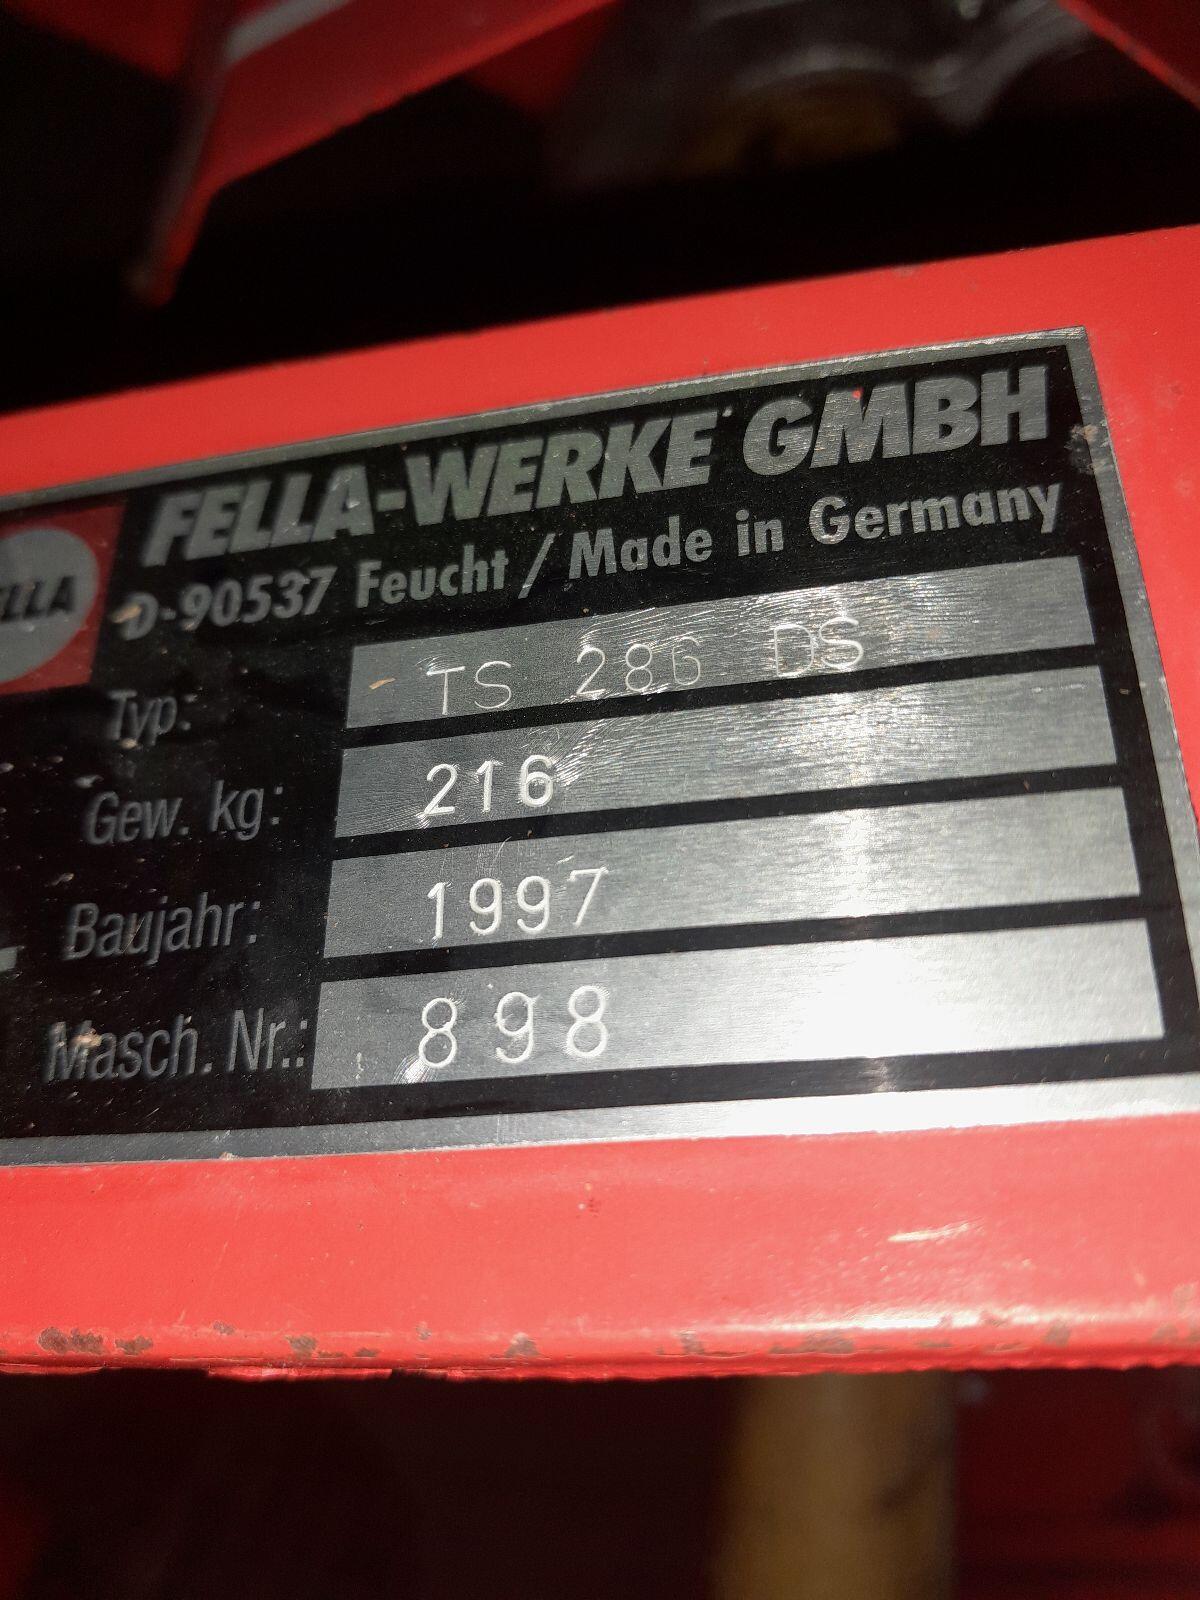 FELLA-WERKE GMBH
D-90537 Feucht / Made in Germany
Typ: TS 286 DS
Gew. kg: 216
Baujahr: 1997
Masch. Nr.: 898